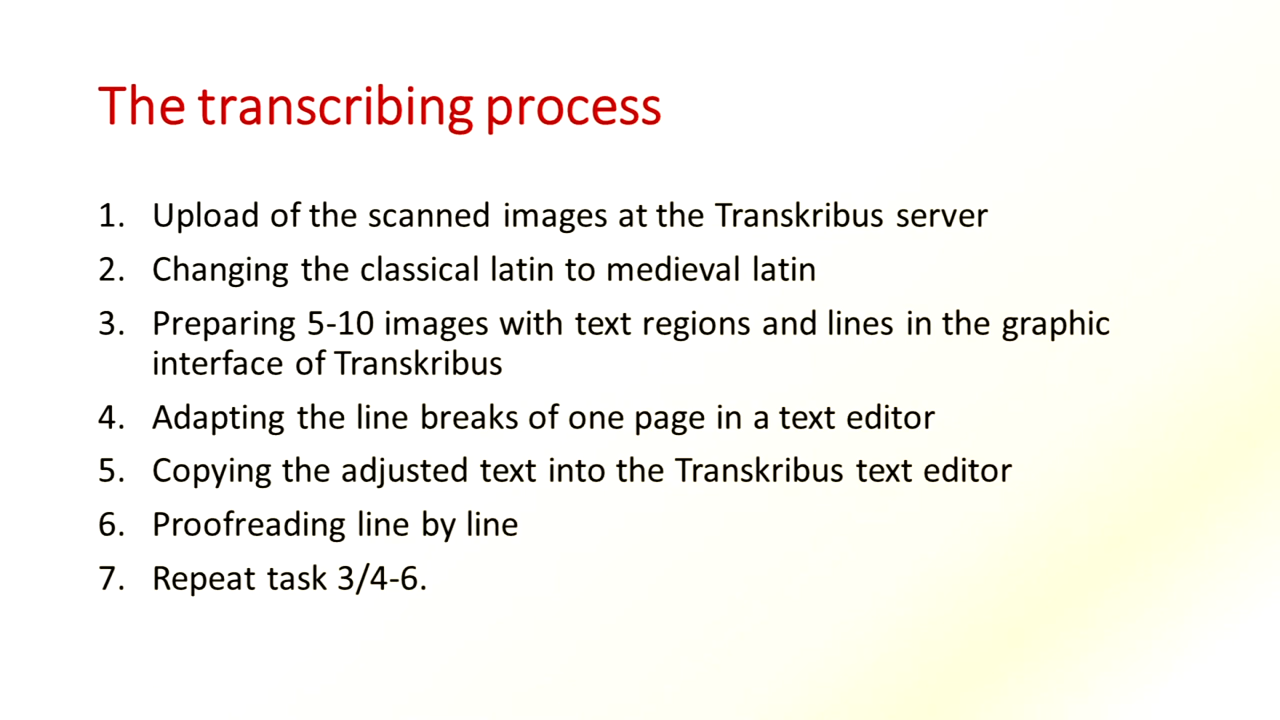 The transcribing process
1. Upload of the scanned images at the Transkribus server
2. Changing the classical latin to medieval latin
3. Preparing 5-10 images with text regions and lines in the graphic
interface of Transkribus
4. Adapting the line breaks of one page in a text editor
5. Copying the adjusted text into the Transkribus text editor
6. Proofreading line by line
7. Repeat task 3/4-6.